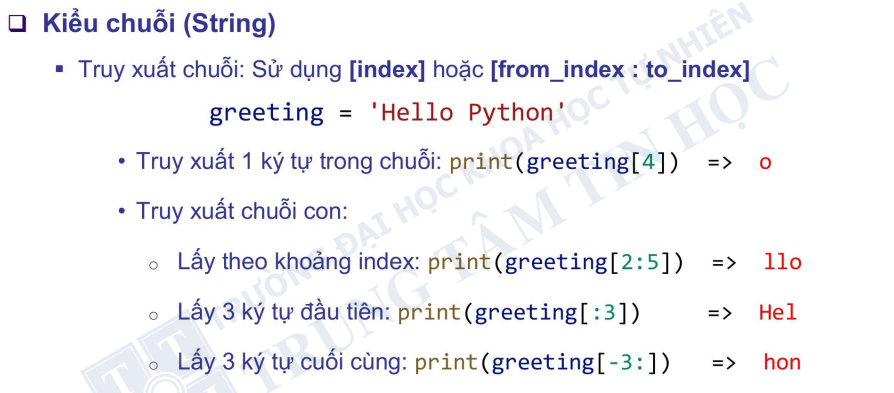 ❑ Kiểu chuỗi (String)
▪ Truy xuất chuỗi: Sử dụng [index] hoặc [from_index : to_index]
greeting = 'Hello Python'
• Truy xuất 1 ký tự trong chuỗi: print(greeting[4]) => o
• Truy xuất chuỗi con:
○ Lấy theo khoảng index: print(greeting[2:5]) => llo
○ Lấy 3 ký tự đầu tiên: print(greeting[:3]) => Hel
○ Lấy 3 ký tự cuối cùng: print(greeting[-3:]) => hon
TRƯỜNG ĐẠI HỌC KHOA HỌC TỰ NHIÊN
TRUNG TÂM TIN HỌC